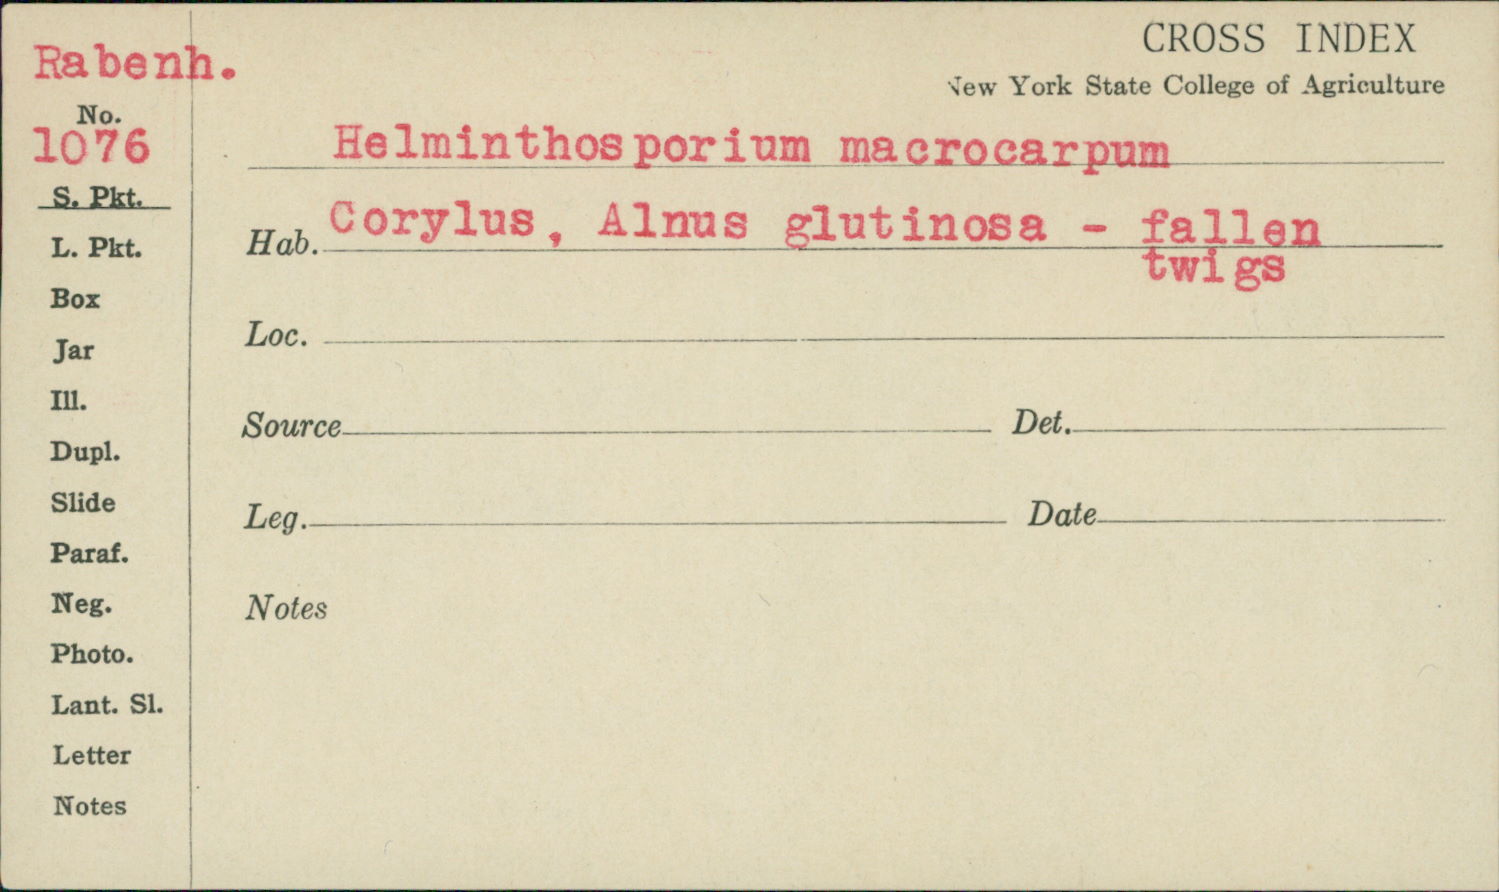 CROSS INDEX
New York State College of Agriculture
Rabenh.
No.
1076
Helminthosporium macrocarpum
S. Pkt.
Hab. Corylus, Alnus glutinosa - fallen
twigs
L. Pkt.
Box
Loc.
Jar
Ill.
Source Det.
Dupl.
Slide
Leg. Date
Paraf.
Neg.
Notes
Photo.
Lant. Sl.
Letter
Notes